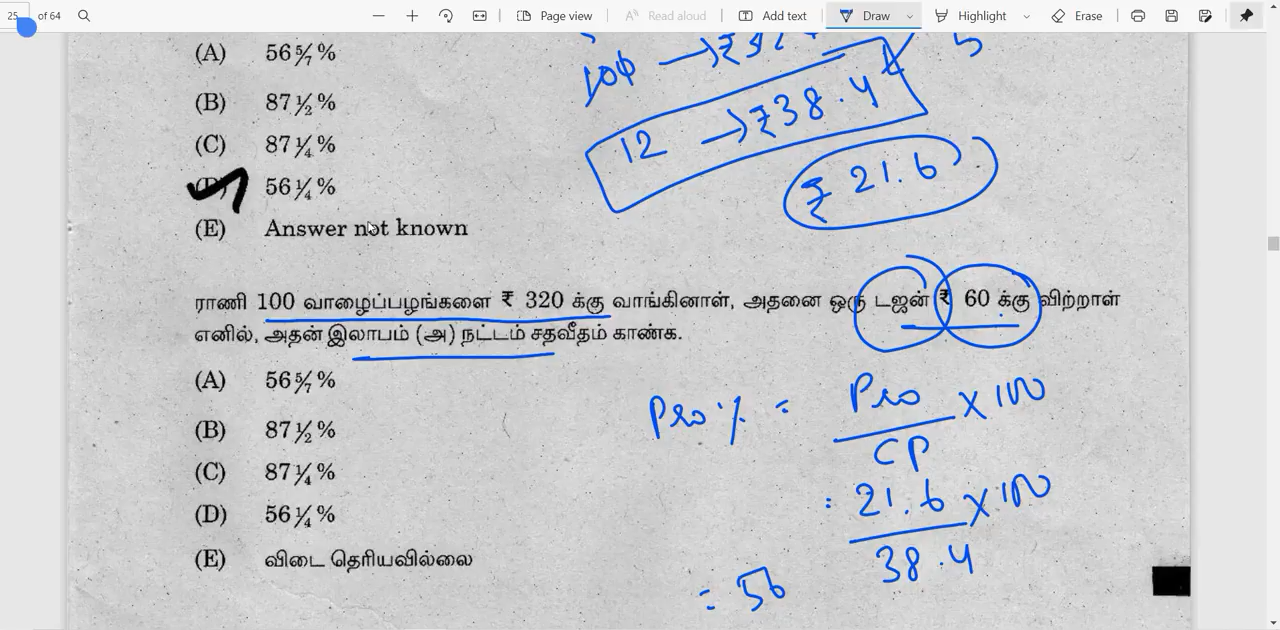 25 of 64 Page view Read aloud Add text Draw Highlight Erase
(A) 56 5/7 %
(B) 87 1/2 %
(C) 87 1/4 %
56 1/4 %
(E) Answer not known
12 → ₹38.4
₹ 21.6
ராணி 100 வாழைப்பழங்களை ₹ 320 க்கு வாங்கினாள், அதனை ஒரு டஜன் ₹ 60 க்கு விற்றாள்
எனில், அதன் இலாபம் (அ) நட்டம் சதவீதம் காண்க.
(A) 56 5/7 %
(B) 87 1/2 %
(C) 87 1/4 %
(D) 56 1/4 %
(E) விடை தெரியவில்லை
Pro % = Pro × 100
CP
= 21.6 × 100
38.4
= 56